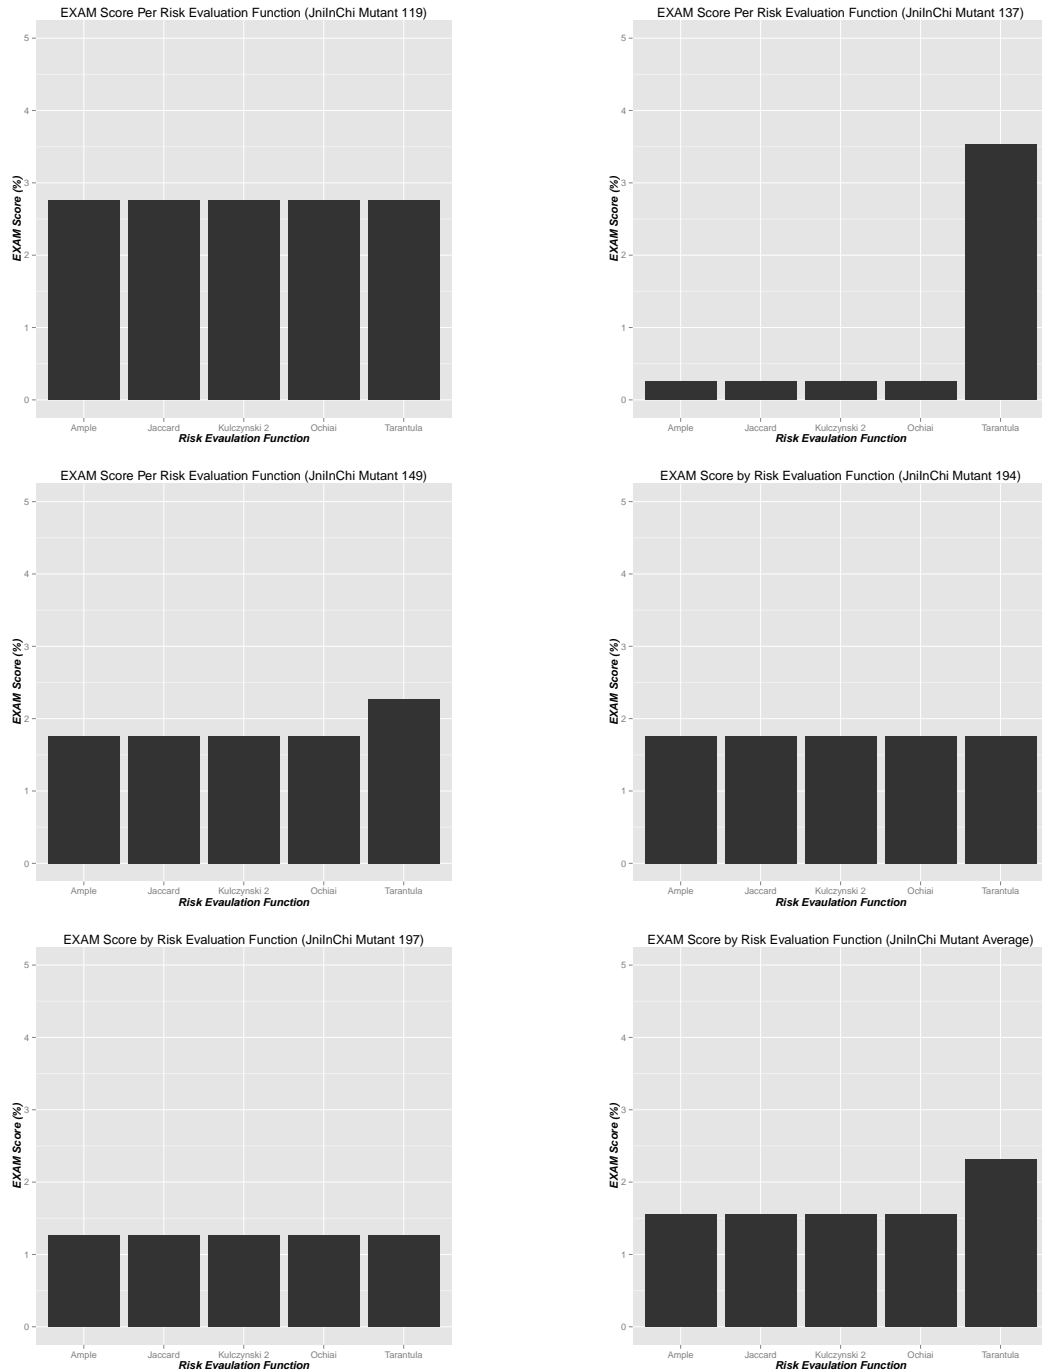 EXAM Score Per Risk Evaluation Function (JniInChi Mutant 119)
5
4
3
2
1
0
EXAM Score (%)
Ample Jaccard Kulczynski 2 Ochiai Tarantula
Risk Evaulation Function
EXAM Score Per Risk Evaluation Function (JniInChi Mutant 137)
5
4
3
2
1
0
EXAM Score (%)
Ample Jaccard Kulczynski 2 Ochiai Tarantula
Risk Evaulation Function
EXAM Score Per Risk Evaluation Function (JniInChi Mutant 149)
5
4
3
2
1
0
EXAM Score (%)
Ample Jaccard Kulczynski 2 Ochiai Tarantula
Risk Evaulation Function
EXAM Score by Risk Evaluation Function (JniInChi Mutant 194)
5
4
3
2
1
0
EXAM Score (%)
Ample Jaccard Kulczynski 2 Ochiai Tarantula
Risk Evaulation Function
EXAM Score by Risk Evaluation Function (JniInChi Mutant 197)
5
4
3
2
1
0
EXAM Score (%)
Ample Jaccard Kulczynski 2 Ochiai Tarantula
Risk Evaulation Function
EXAM Score by Risk Evaluation Function (JniInChi Mutant Average)
5
4
3
2
1
0
EXAM Score (%)
Ample Jaccard Kulczynski 2 Ochiai Tarantula
Risk Evaulation Function